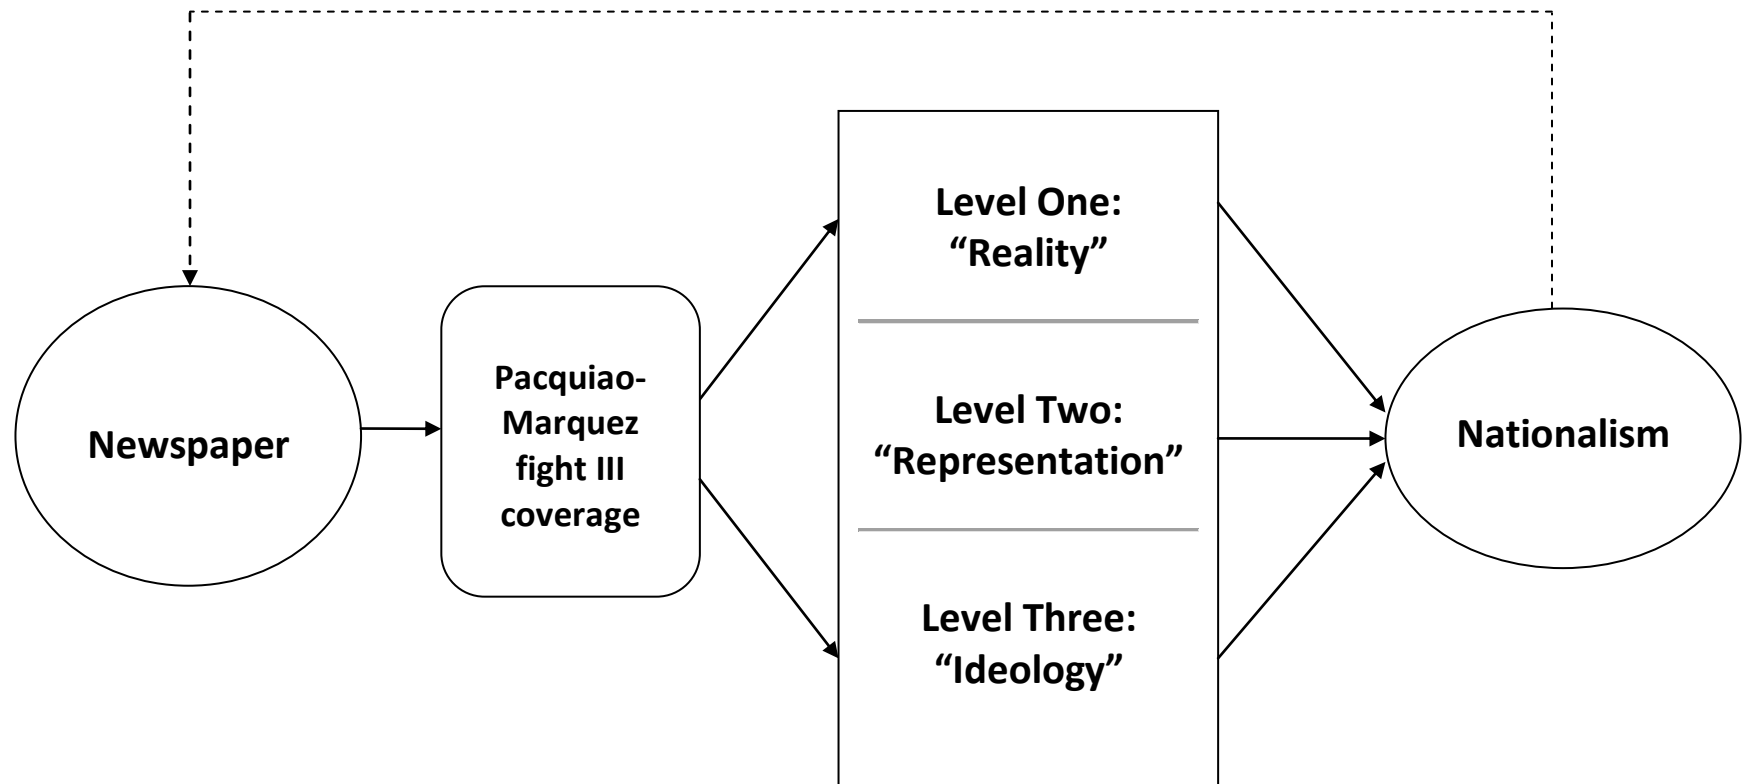 Newspaper
Pacquiao-
Marquez
fight III
coverage
Level One:
“Reality”
Level Two:
“Representation”
Level Three:
“Ideology”
Nationalism